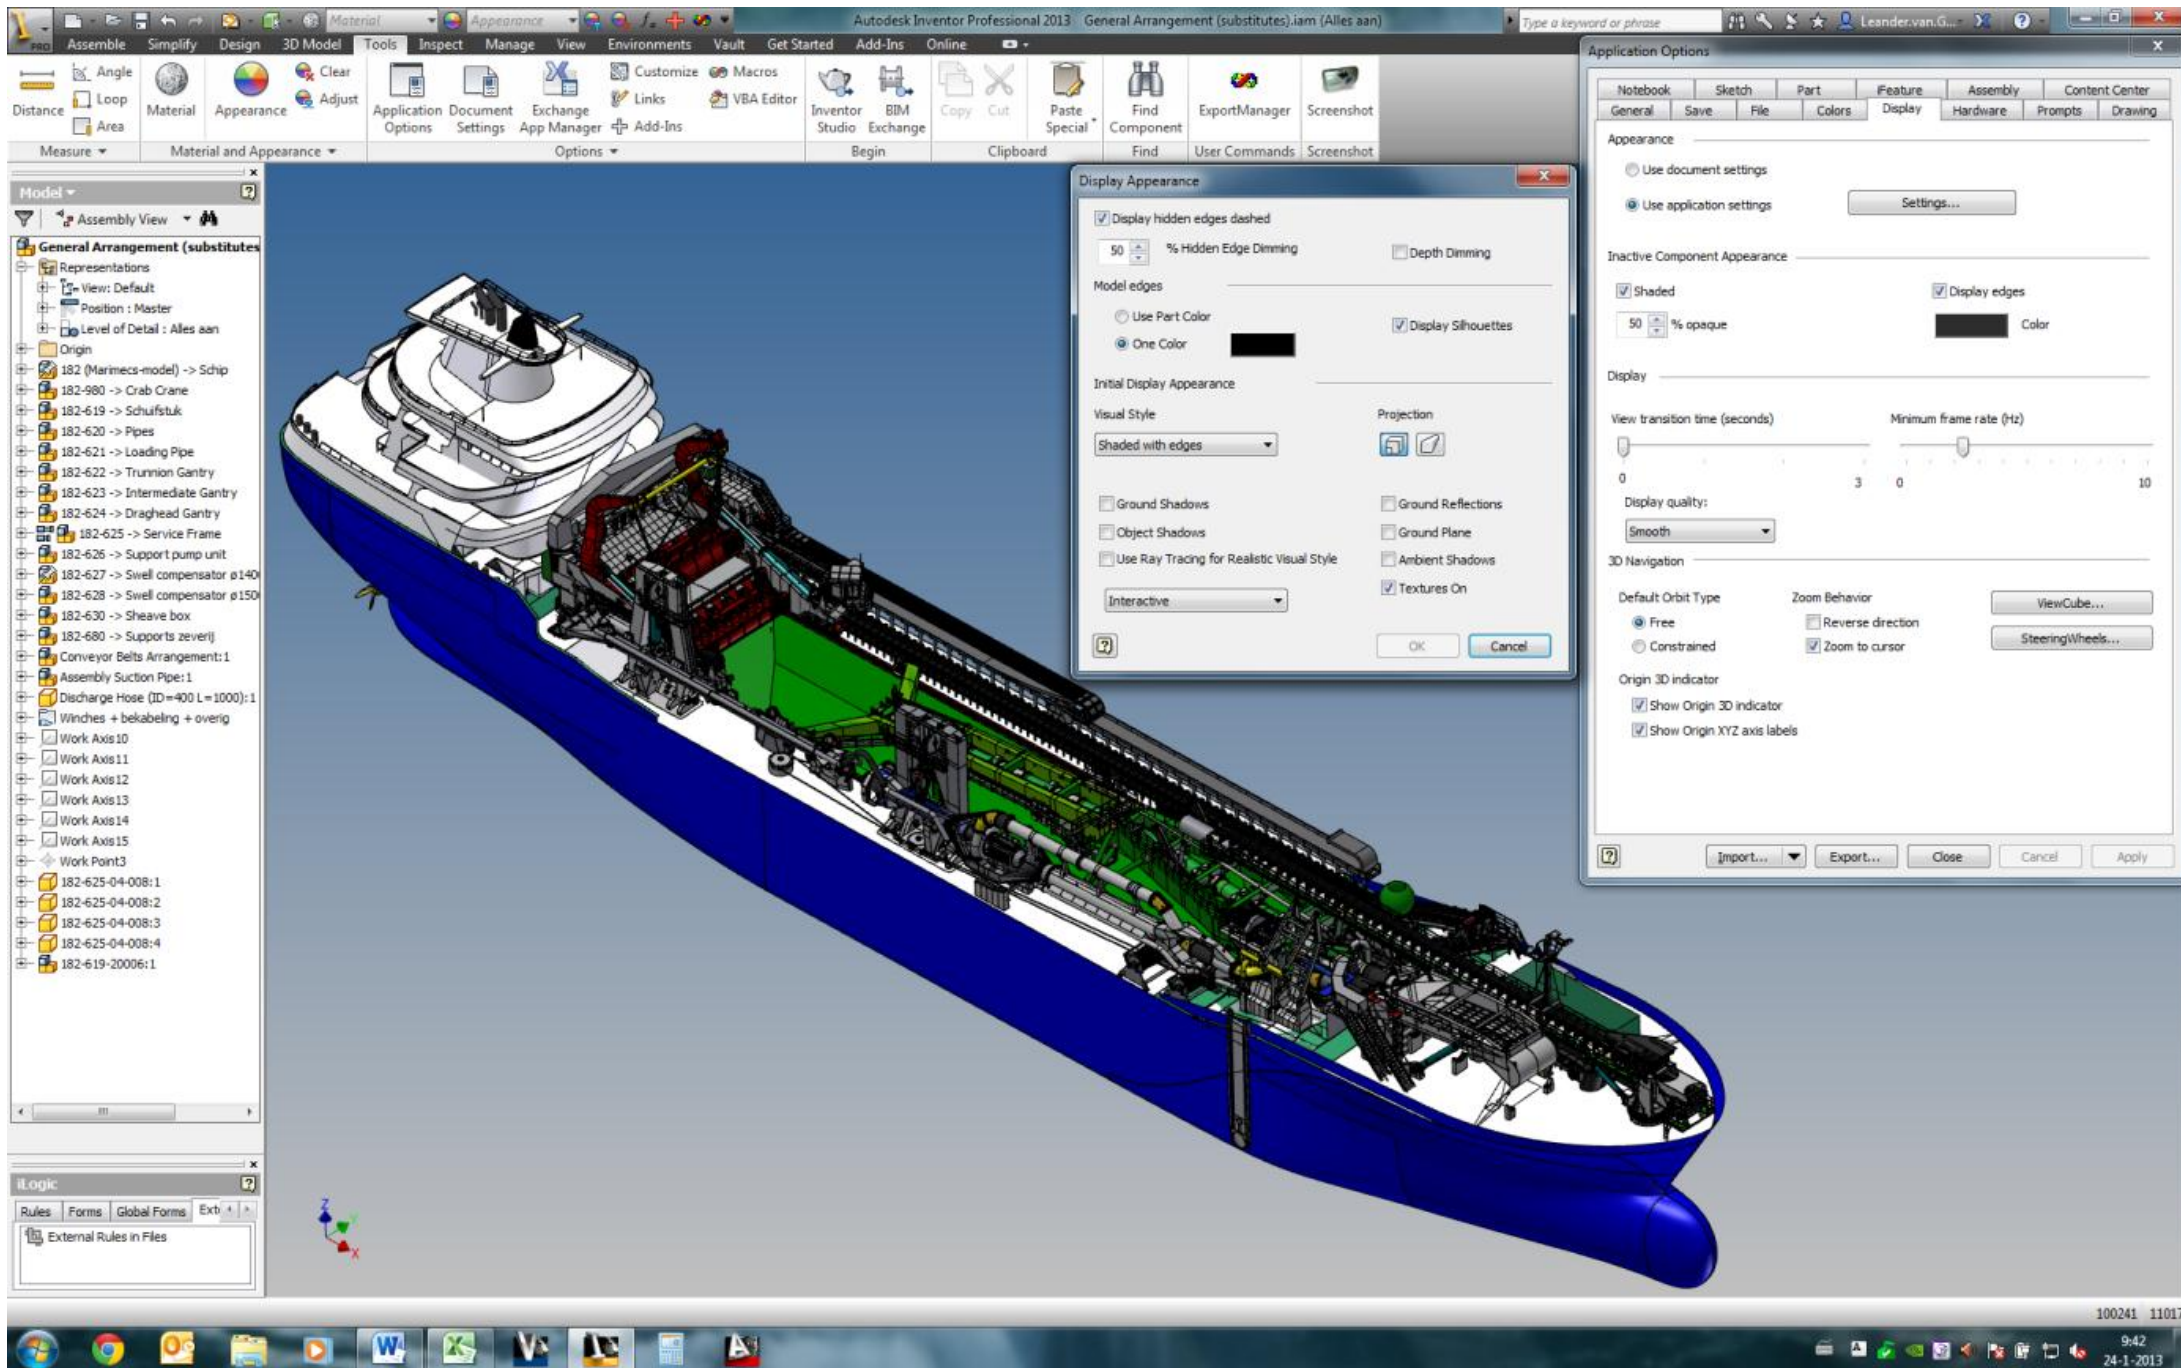 Material
Appearance
Autodesk Inventor Professional 2013 General Arrangement (substitutes).iam (Alles aan)
Type a keyword or phrase
Leander.van.G...
PRO
Assemble Simplify Design 3D Model Tools Inspect Manage View Environments Vault Get Started Add-Ins Online
Distance
Angle
Loop
Area
Material
Appearance
Clear
Adjust
Application Options
Document Settings
Exchange App Manager
Customize
Links
Add-Ins
Macros
VBA Editor
Inventor Studio
BIM Exchange
Copy
Cut
Paste Special
Find Component
ExportManager
Screenshot
Measure
Material and Appearance
Options
Begin
Clipboard
Find
User Commands
Screenshot
Model
Assembly View
General Arrangement (substitutes
Representations
View: Default
Position : Master
Level of Detail : Alles aan
Origin
182 (Marimecs-model) -> Schip
182-980 -> Crab Crane
182-619 -> Schuifstuk
182-620 -> Pipes
182-621 -> Loading Pipe
182-622 -> Trunnion Gantry
182-623 -> Intermediate Gantry
182-624 -> Draghead Gantry
182-625 -> Service Frame
182-626 -> Support pump unit
182-627 -> Swell compensator ø140
182-628 -> Swell compensator ø150
182-630 -> Sheave box
182-680 -> Supports zeverij
Conveyor Belts Arrangement:1
Assembly Suction Pipe:1
Discharge Hose (ID=400 L=1000):1
Winches + bekabeling + overig
Work Axis10
Work Axis11
Work Axis12
Work Axis13
Work Axis14
Work Axis15
Work Point3
182-625-04-008:1
182-625-04-008:2
182-625-04-008:3
182-625-04-008:4
182-619-20006:1
iLogic
Rules Forms Global Forms Exte
External Rules in Files
Z
Y
X
Display Appearance
Display hidden edges dashed
50 % Hidden Edge Dimming
Depth Dimming
Model edges
Use Part Color
One Color
Display Silhouettes
Initial Display Appearance
Visual Style
Projection
Shaded with edges
Ground Shadows
Ground Reflections
Object Shadows
Ground Plane
Use Ray Tracing for Realistic Visual Style
Ambient Shadows
Textures On
Interactive
OK
Cancel
Application Options
Notebook Sketch Part iFeature Assembly Content Center
General Save File Colors Display Hardware Prompts Drawing
Appearance
Use document settings
Use application settings
Settings...
Inactive Component Appearance
Shaded
Display edges
50 % opaque
Color
Display
View transition time (seconds)
Minimum frame rate (Hz)
0 3 0 10
Display quality:
Smooth
3D Navigation
Default Orbit Type
Free
Constrained
Zoom Behavior
Reverse direction
Zoom to cursor
ViewCube...
SteeringWheels...
Origin 3D indicator
Show Origin 3D indicator
Show Origin XYZ axis labels
Import... Export... Close Cancel Apply
100241 11017
9:42
24-1-2013